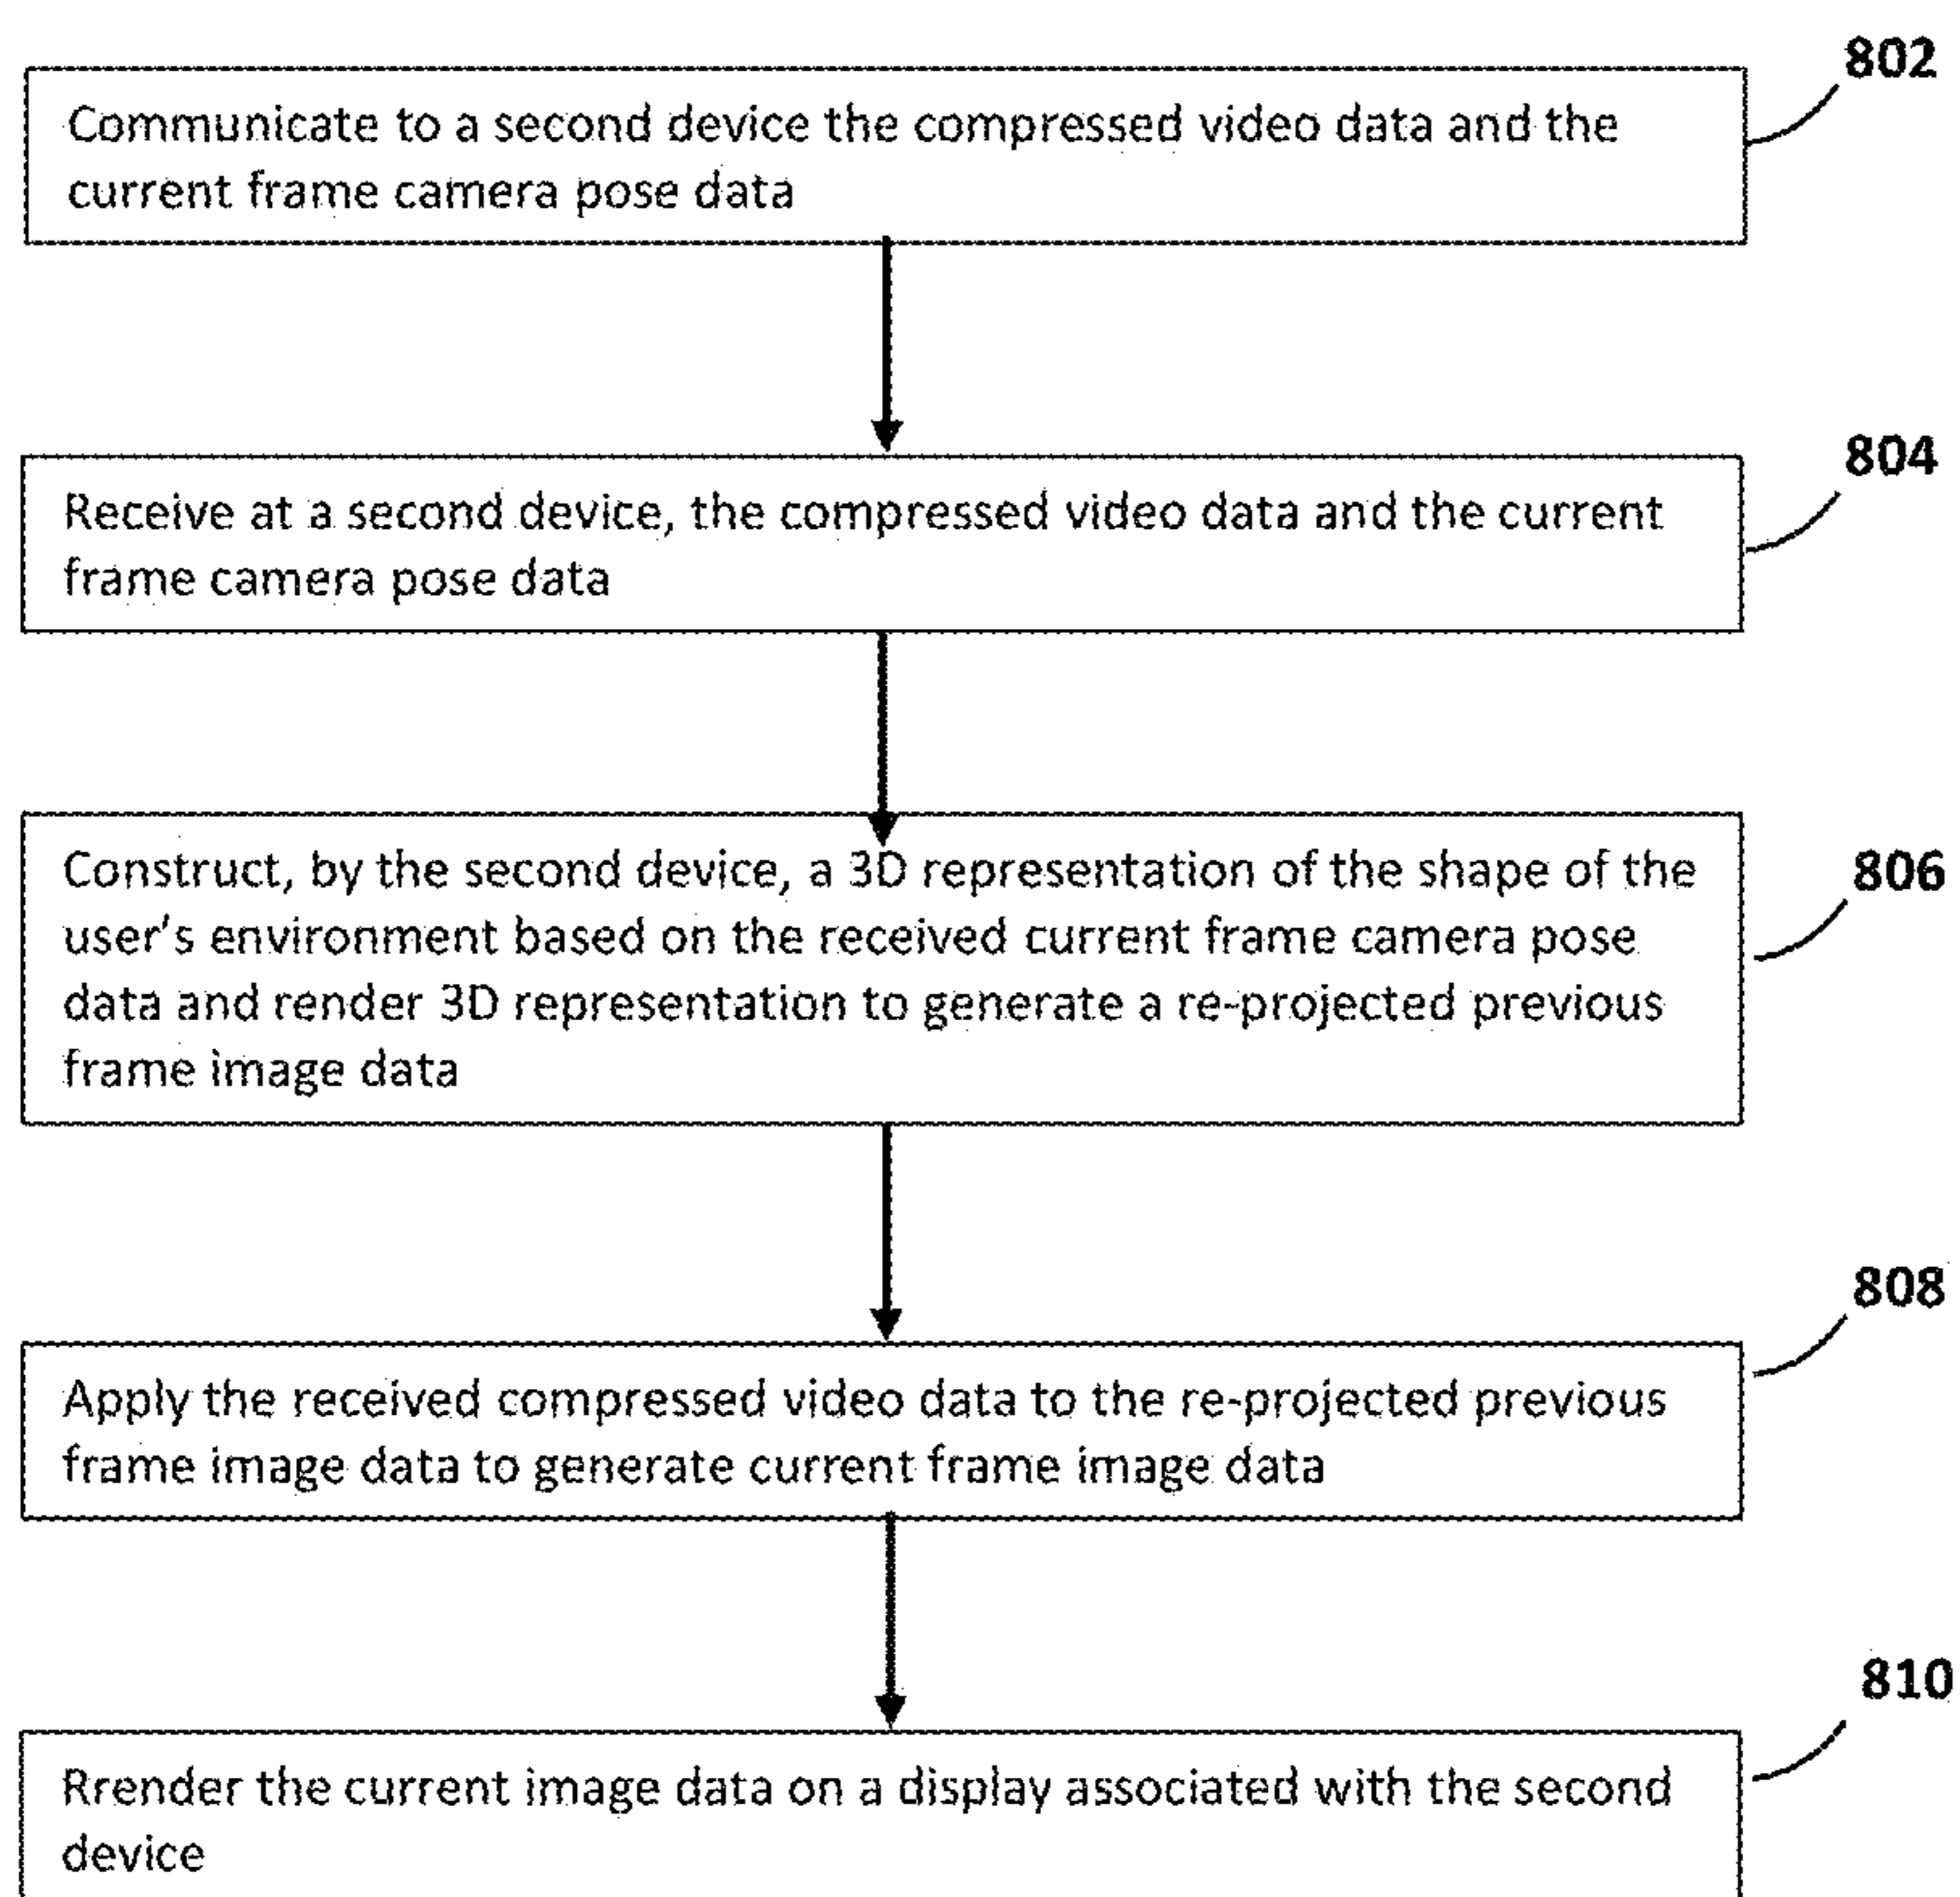 802
Communicate to a second device the compressed video data and the
current frame camera pose data
804
Receive at a second device, the compressed video data and the current
frame camera pose data
806
Construct, by the second device, a 3D representation of the shape of the
user's environment based on the received current frame camera pose
data and render 3D representation to generate a re-projected previous
frame image data
808
Apply the received compressed video data to the re-projected previous
frame image data to generate current frame image data
810
Rrender the current image data on a display associated with the second
device